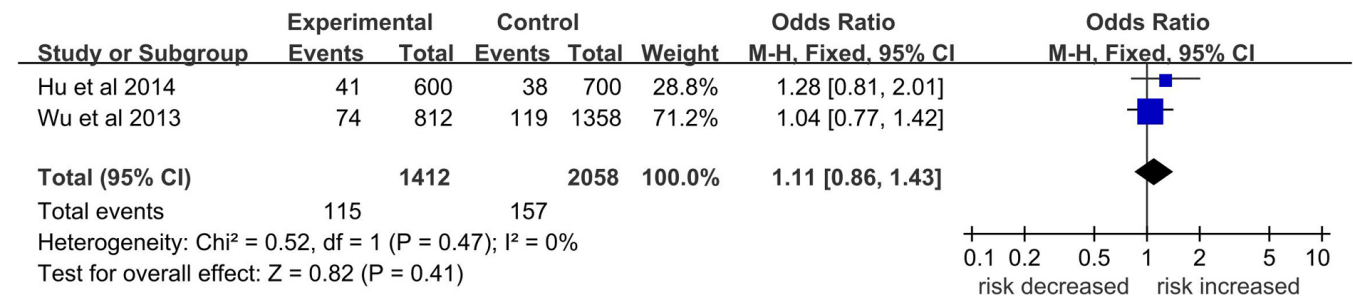 Experimental Control Odds Ratio Odds Ratio
Study or Subgroup Events Total Events Total Weight M-H, Fixed, 95% CI M-H, Fixed, 95% CI
Hu et al 2014 41 600 38 700 28.8% 1.28 [0.81, 2.01]
Wu et al 2013 74 812 119 1358 71.2% 1.04 [0.77, 1.42]
Total (95% CI) 1412 2058 100.0% 1.11 [0.86, 1.43]
Total events 115 157
Heterogeneity: Chi² = 0.52, df = 1 (P = 0.47); I² = 0%
Test for overall effect: Z = 0.82 (P = 0.41)
0.1 0.2 0.5 1 2 5 10
risk decreased risk increased